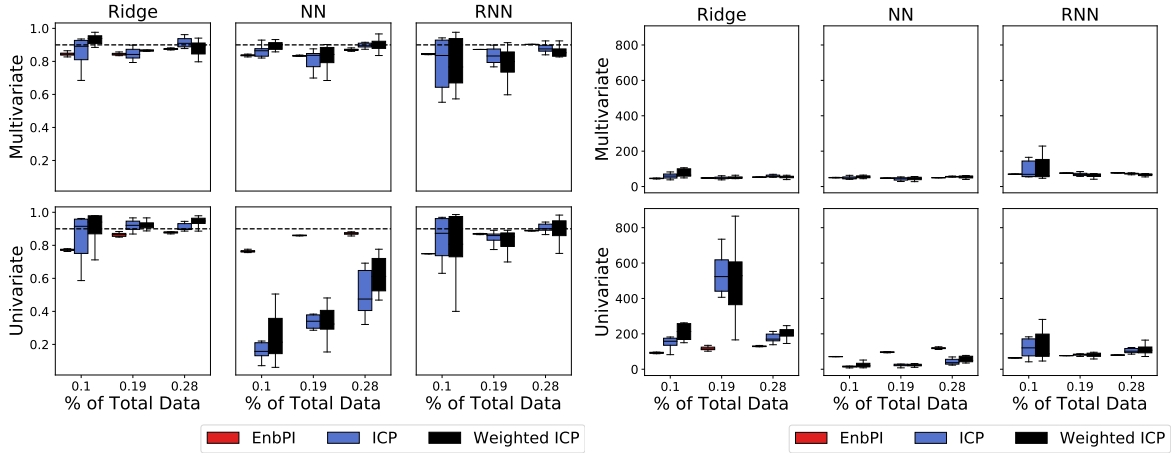 Ridge NN RNN
Multivariate
1.0
0.8
0.6
0.4
0.2
Univariate
1.0
0.8
0.6
0.4
0.2
0.1 0.19 0.28 0.1 0.19 0.28 0.1 0.19 0.28
% of Total Data % of Total Data % of Total Data
EnbPI ICP Weighted ICP
Ridge NN RNN
Multivariate
800
600
400
200
0
Univariate
800
600
400
200
0
0.1 0.19 0.28 0.1 0.19 0.28 0.1 0.19 0.28
% of Total Data % of Total Data % of Total Data
EnbPI ICP Weighted ICP